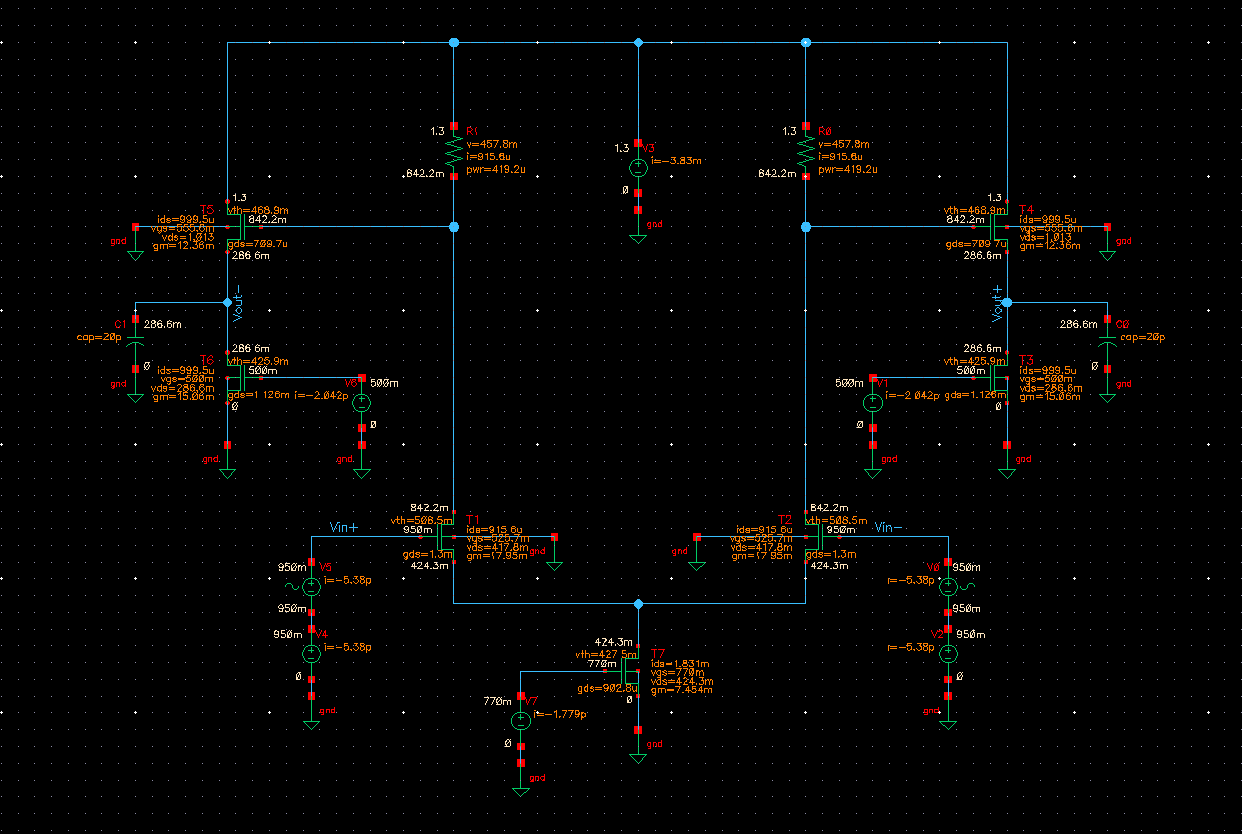 1.3
R1
v=457.8m
i=915.6u
pwr=419.2u
842.2m
1.3
V3
i=-3.83m
0
gnd
1.3
R0
v=457.8m
i=915.6u
pwr=419.2u
842.2m
1.3
T5
vth=468.9m
ids=999.5u
842.2m
vgs=555.6m
vds=1.013
gm=12.36m
gds=709.7u
gnd
286.6m
1.3
T4
vth=468.9m
842.2m
ids=999.5u
vgs=555.6m
vds=1.013
gm=12.36m
gds=709.7u
gnd
286.6m
Vout-
Vout+
C1
286.6m
cap=20p
0
gnd
286.6m
C0
cap=20p
0
gnd
286.6m
T6
vth=425.9m
ids=999.5u
500m
vgs=500m
vds=286.6m
gm=15.06m
gds=1.126m
0
gnd
V6
500m
i=-2.042p
0
gnd
500m
V1
i=-2.042p
0
gnd
286.6m
T3
vth=425.9m
500m
ids=999.5u
vgs=500m
vds=286.6m
gm=15.06m
gds=1.126m
0
gnd
842.2m
T1
vth=508.5m
Vin+
950m
ids=915.6u
vgs=525.7m
vds=417.8m
gm=17.95m
gds=1.3m
gnd
424.3m
842.2m
T2
vth=508.5m
ids=915.6u
950m
Vin-
vgs=525.7m
vds=417.8m
gm=17.95m
gds=1.3m
gnd
424.3m
950m
V5
i=-5.38p
950m
950m
V4
i=-5.38p
0
gnd
950m
i=-5.38p
950m
V2
950m
i=-5.38p
0
gnd
424.3m
T7
vth=427.5m
770m
ids=1.831m
vgs=770m
vds=424.3m
gm=7.454m
gds=902.8u
0
gnd
770m
V7
i=-1.779p
0
gnd